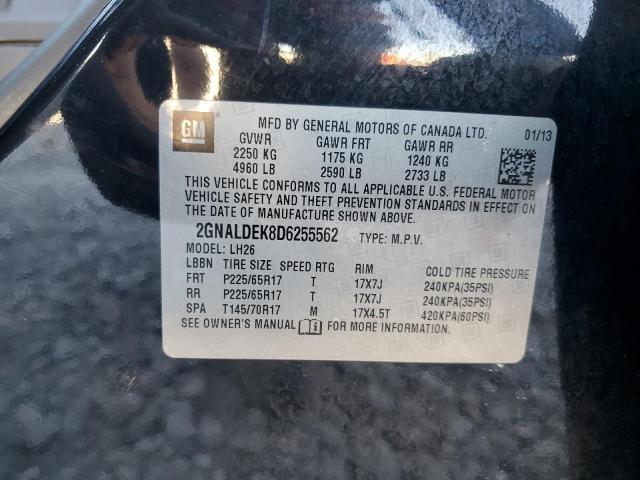 GM
MFD BY GENERAL MOTORS OF CANADA LTD. 01/13
GVWR GAWR FRT GAWR RR
2250 KG 1175 KG 1240 KG
4960 LB 2590 LB 2733 LB
THIS VEHICLE CONFORMS TO ALL APPLICABLE U.S. FEDERAL MOTOR
VEHICLE SAFETY AND THEFT PREVENTION STANDARDS IN EFFECT ON
THE DATE OF MANUFACTURE SHOWN ABOVE.
2GNALDEK8D6255562 TYPE: M.P.V.
MODEL: LH26
LBBN TIRE SIZE SPEED RTG RIM COLD TIRE PRESSURE
FRT P225/65R17 T 17X7J 240KPA(35PSI)
RR P225/65R17 T 17X7J 240KPA(35PSI)
SPA T145/70R17 M 17X4.5T 420KPA(60PSI)
SEE OWNER'S MANUAL FOR MORE INFORMATION.